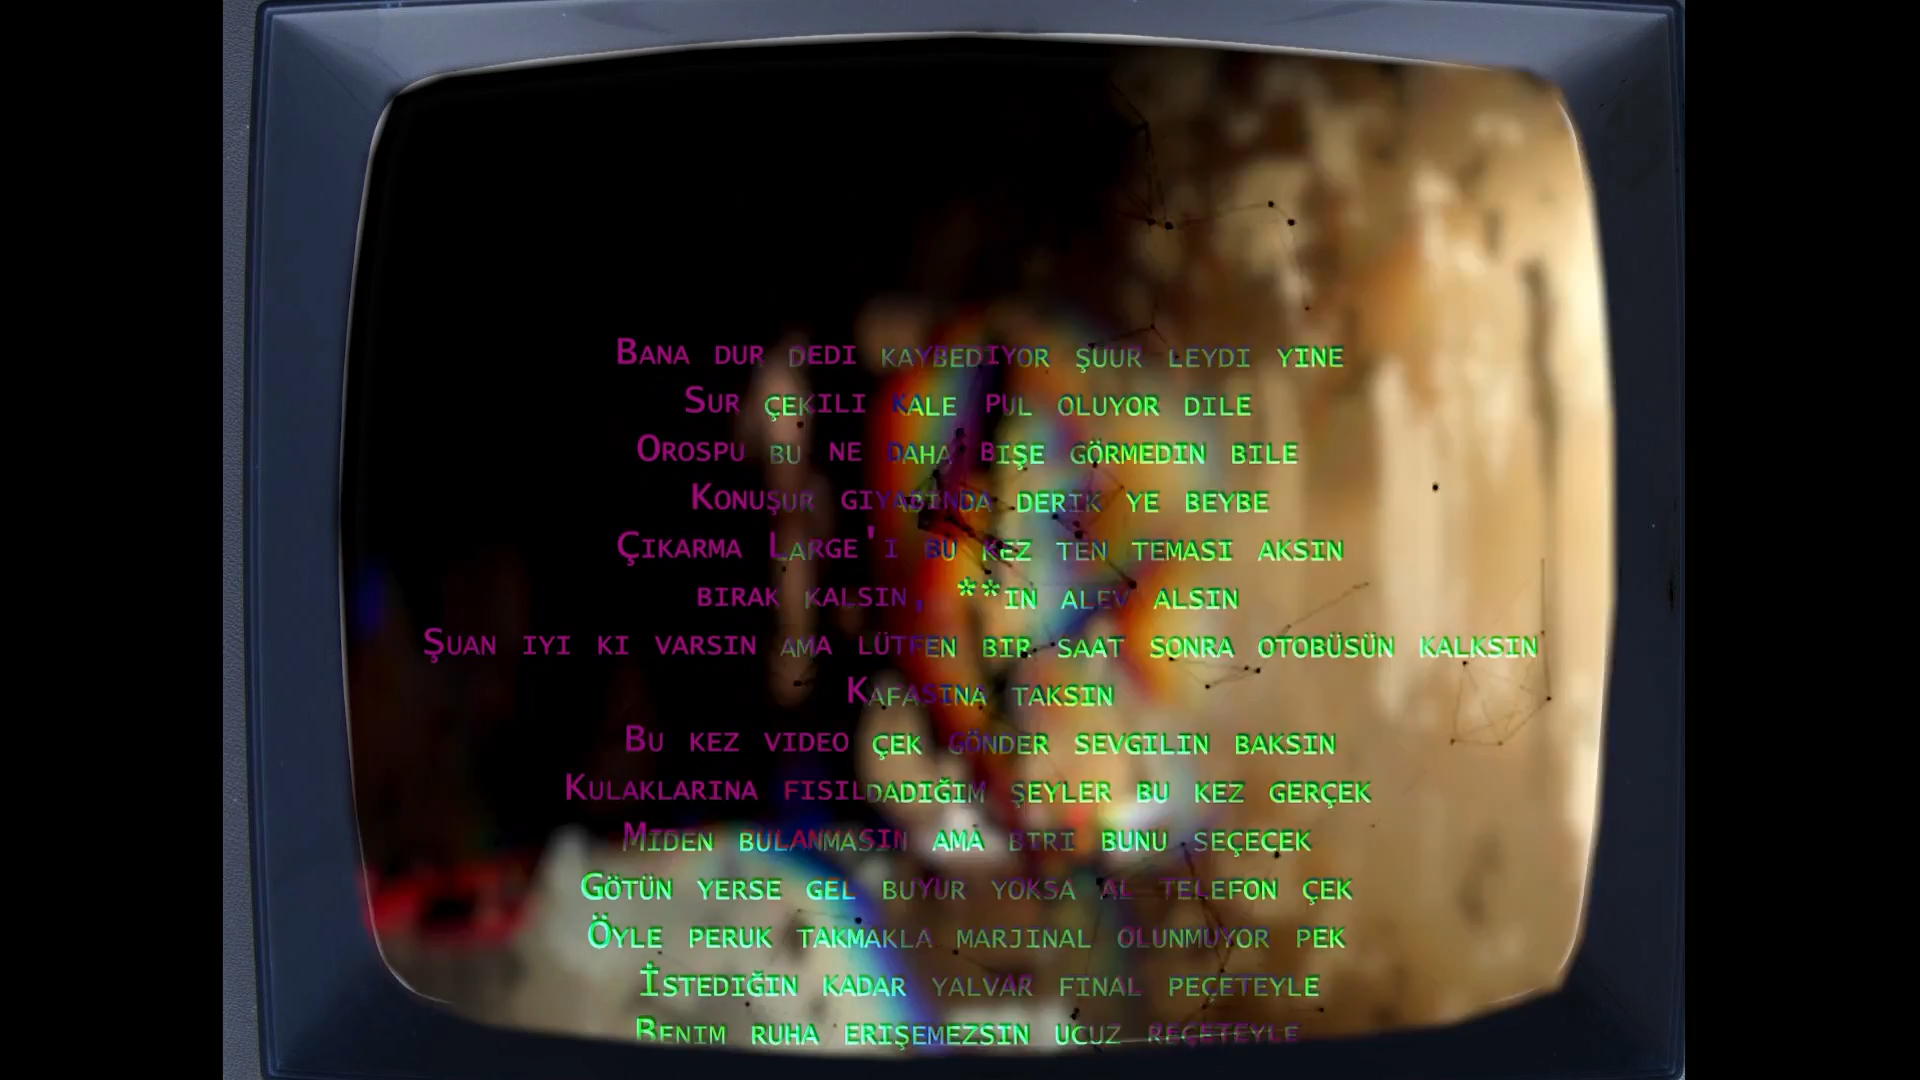 Bana dur dedi kaybediyor şuur leydi yine
Sur çekili kale pul oluyor dile
Orospu bu ne daha bişe görmedin bile
Konuşur gıyabında derik ye beybe
Çıkarma Large'ı bu kez ten teması aksın
bırak kalsın, **ın alev alsın
Şuan iyi ki varsın ama lütfen bir saat sonra otobüsün kalksın
Kafasına taksın
Bu kez video çek gönder sevgilin baksın
Kulaklarına fısıldadığım şeyler bu kez gerçek
Miden bulanmasın ama biri bunu seçecek
Götün yerse gel buyur yoksa al telefon çek
Öyle peruk takmakla marjinal olunmuyor pek
İstediğin kadar yalvar final peçeteyle
Benim ruha erişemezsin ucuz reçeteyle